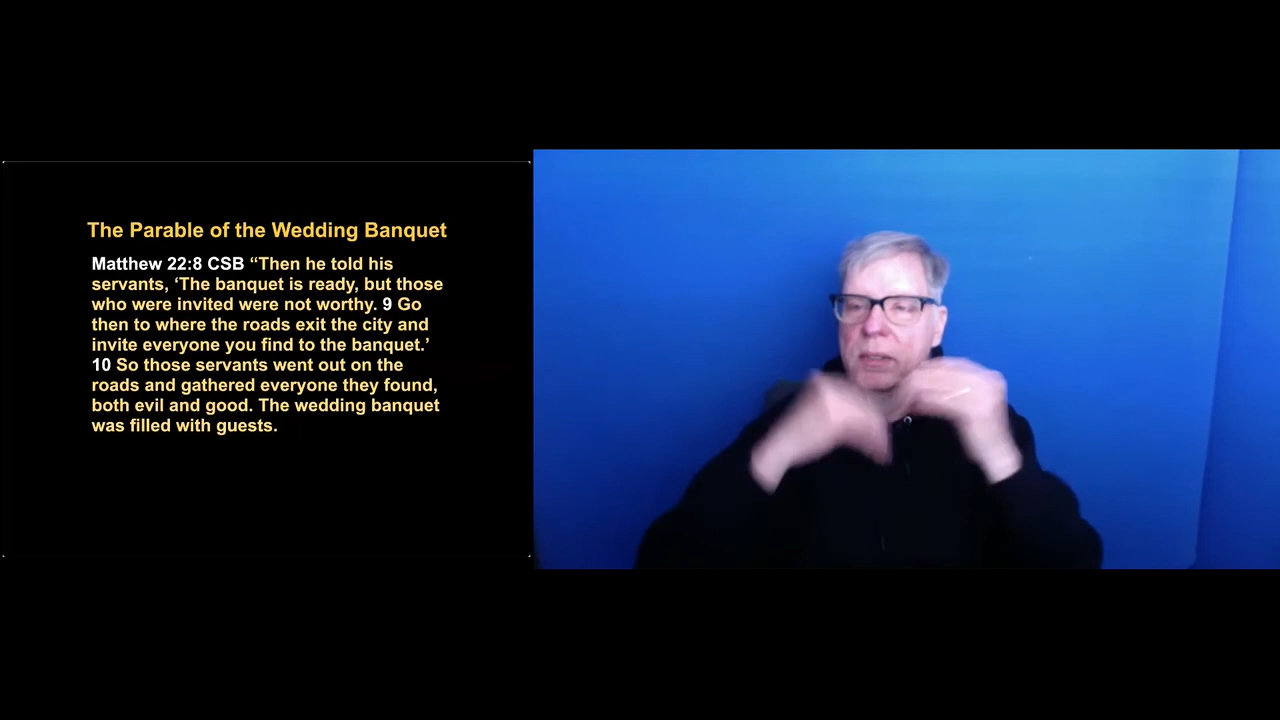 The Parable of the Wedding Banquet
Matthew 22:8 CSB “Then he told his
servants, ‘The banquet is ready, but those
who were invited were not worthy. 9 Go
then to where the roads exit the city and
invite everyone you find to the banquet.’
10 So those servants went out on the
roads and gathered everyone they found,
both evil and good. The wedding banquet
was filled with guests.